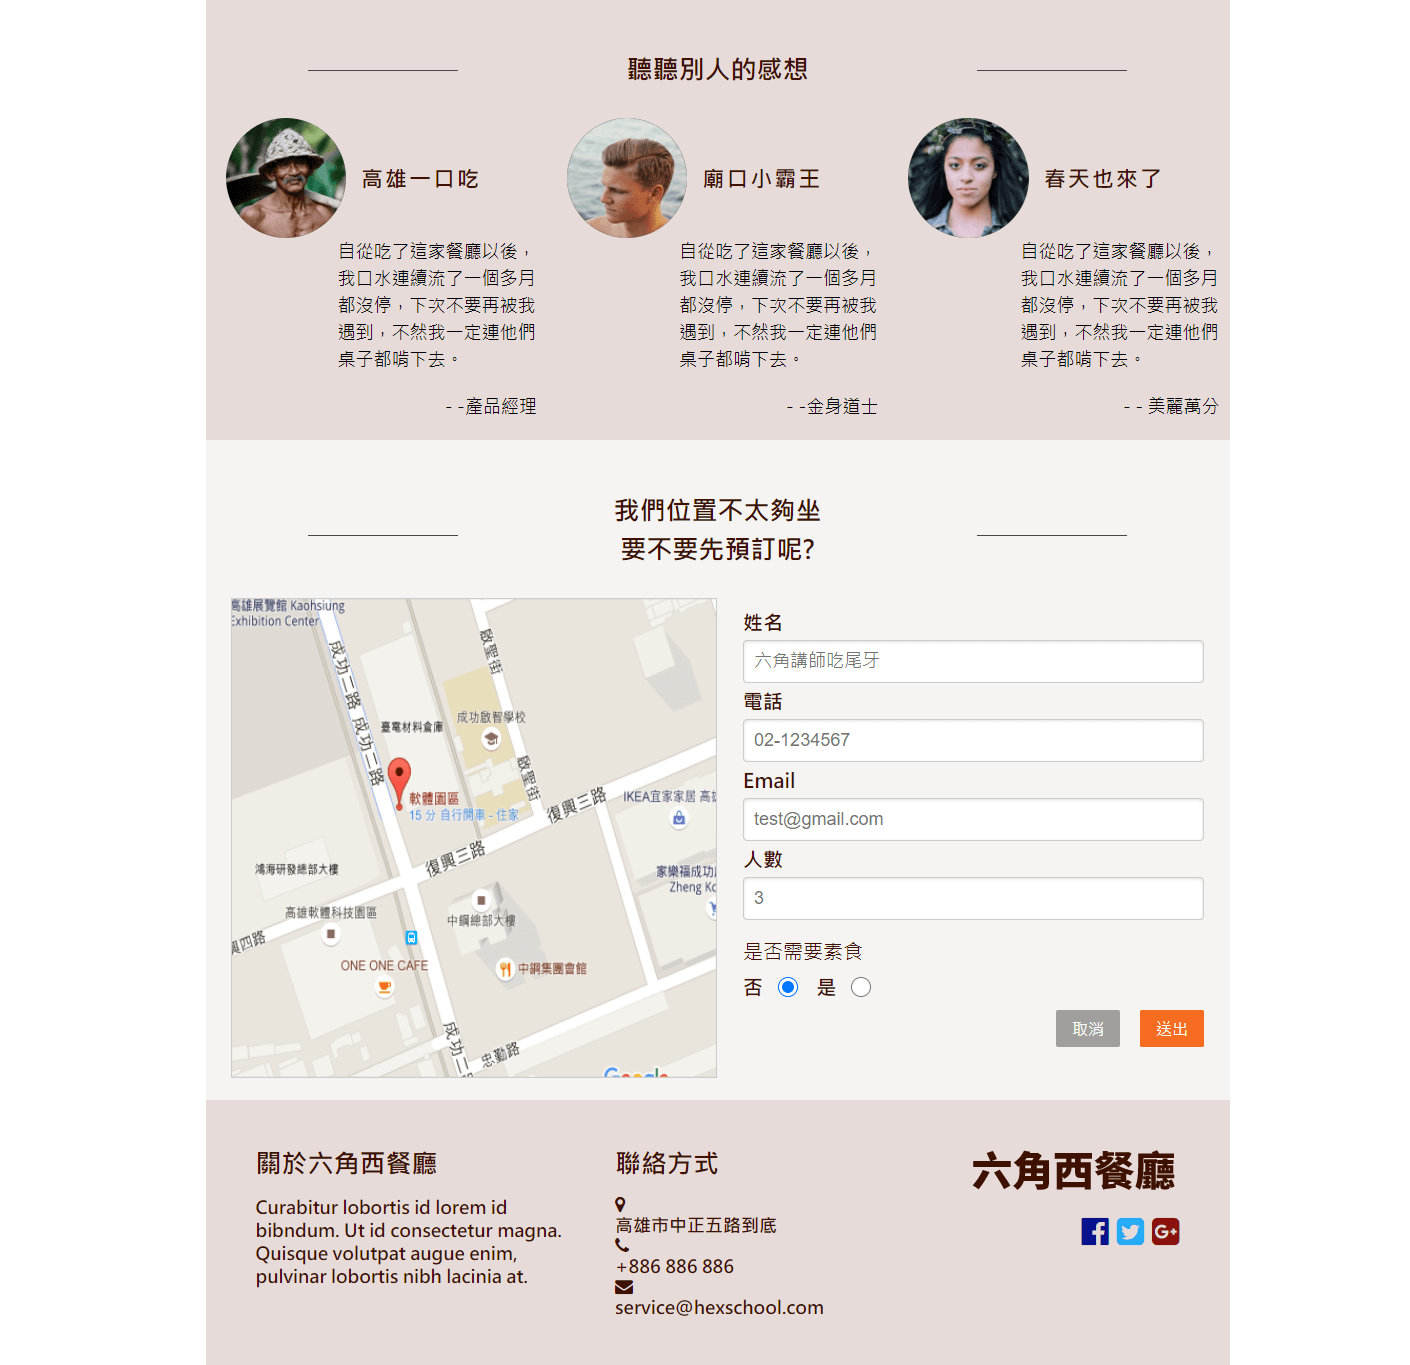 聽聽別人的感想
高雄一口吃
自從吃了這家餐廳以後，
我口水連續流了一個多月
都沒停，下次不要再被我
遇到，不然我一定連他們
桌子都啃下去。
- -產品經理
廟口小霸王
自從吃了這家餐廳以後，
我口水連續流了一個多月
都沒停，下次不要再被我
遇到，不然我一定連他們
桌子都啃下去。
- -金身道士
春天也來了
自從吃了這家餐廳以後，
我口水連續流了一個多月
都沒停，下次不要再被我
遇到，不然我一定連他們
桌子都啃下去。
- - 美麗萬分
我們位置不太夠坐
要不要先預訂呢?
高雄展覽館 Kaohsiung
Exhibition Center
成功二路
成功二路
啟聖街
臺電材料倉庫
成功啟智學校
啟聖街
軟體園區
15 分 自行開車 - 住家
復興三路
IKEA宜家家居
復興三路
鴻海研發總部大樓
家樂福成功
Zheng
高雄軟體科技園區
中鋼總部大樓
興四路
ONE ONE CAFE
中鋼集團會館
成功二路
忠勤路
Google
姓名
六角講師吃尾牙
電話
02-1234567
Email
test@gmail.com
人數
3
是否需要素食
否 是
取消 送出
關於六角西餐廳
Curabitur lobortis id lorem id
bibndum. Ut id consectetur magna.
Quisque volutpat augue enim,
pulvinar lobortis nibh lacinia at.
聯絡方式
高雄市中正五路到底
+886 886 886
service@hexschool.com
六角西餐廳
G+